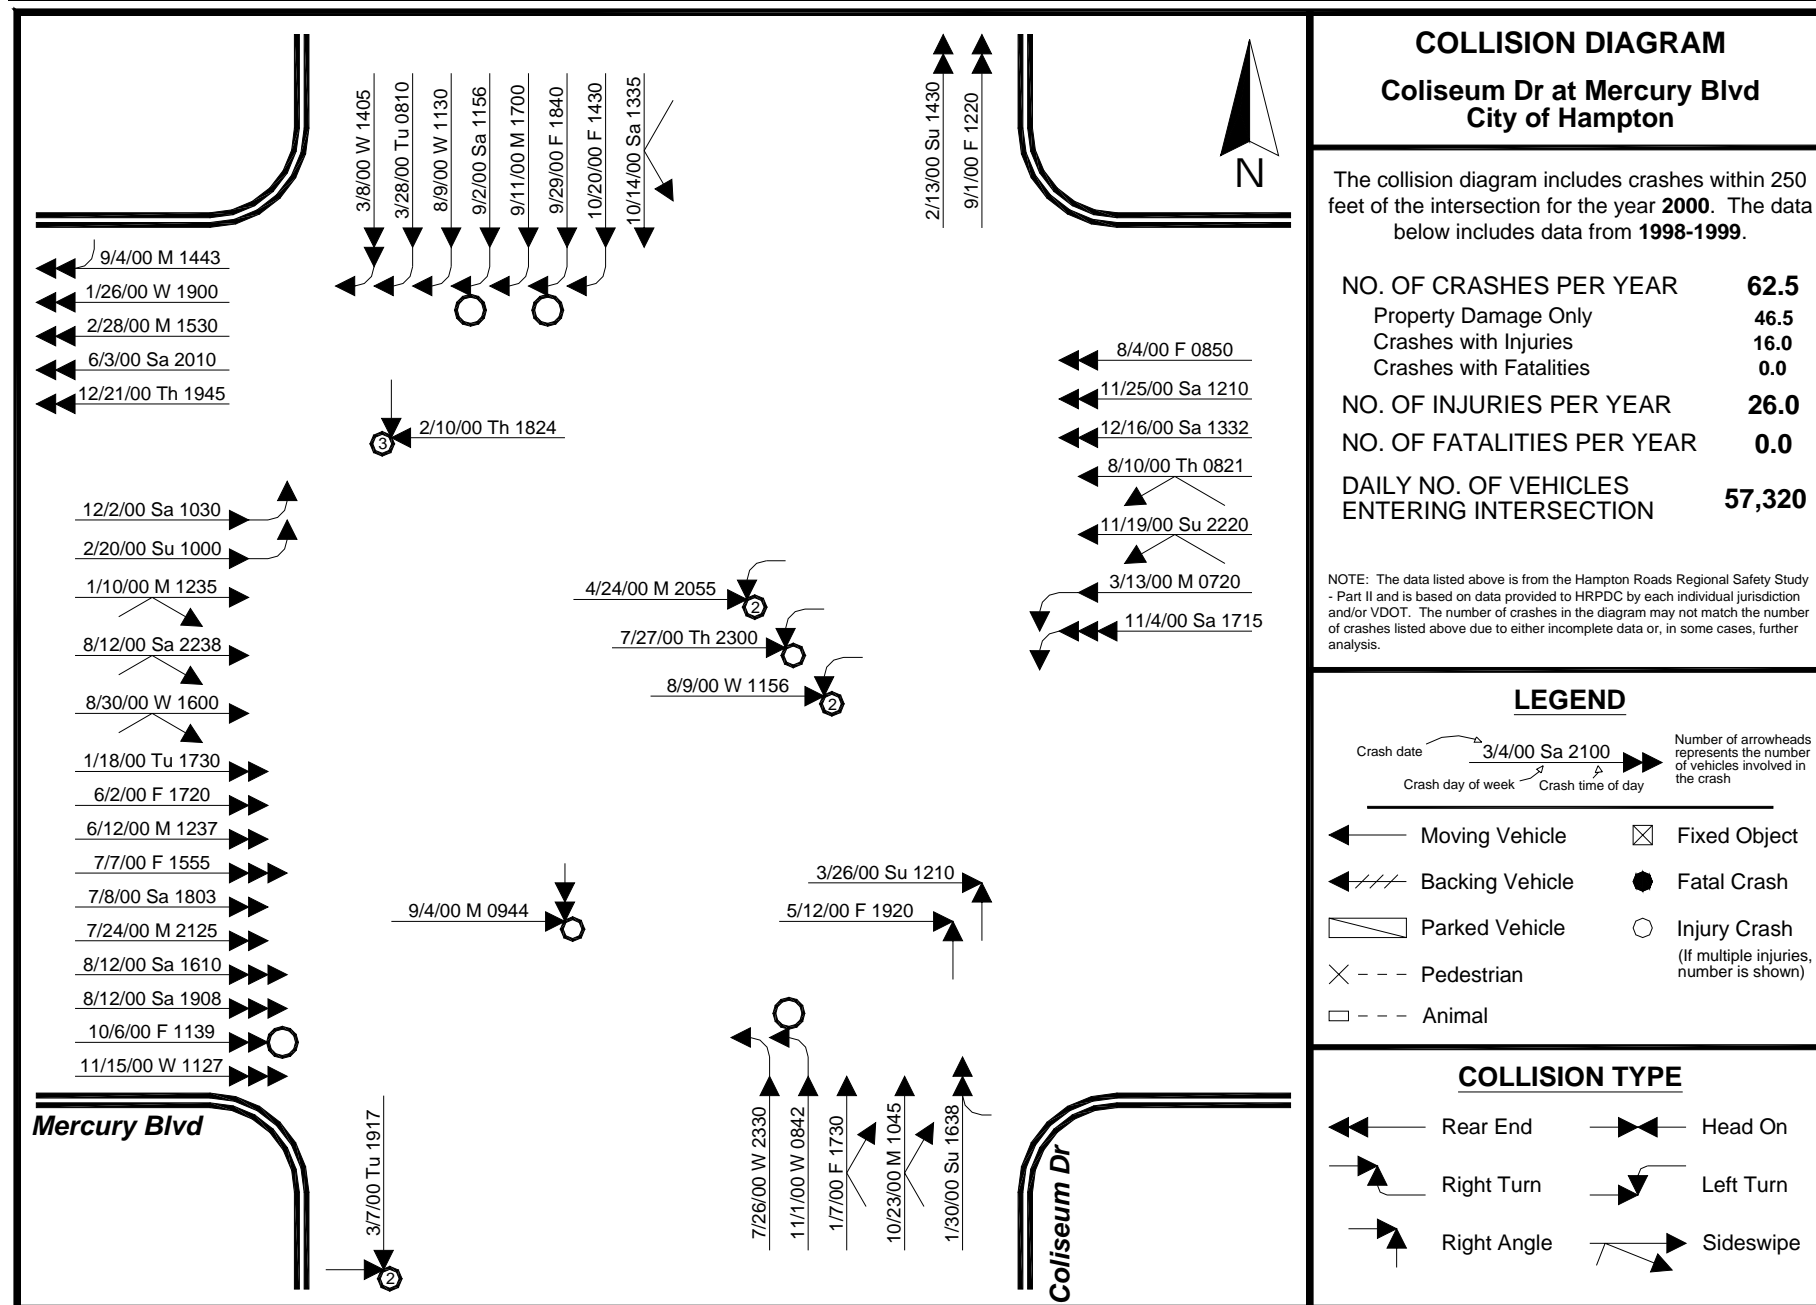 3/8/00 W 1405
3/28/00 Tu 0810
8/9/00 W 1130
9/2/00 Sa 1156
9/11/00 M 1700
9/29/00 F 1840
10/20/00 F 1430
10/14/00 Sa 1335
2/13/00 Su 1430
9/1/00 F 1220
N
9/4/00 M 1443
1/26/00 W 1900
2/28/00 M 1530
6/3/00 Sa 2010
12/21/00 Th 1945
2/10/00 Th 1824
3
8/4/00 F 0850
11/25/00 Sa 1210
12/16/00 Sa 1332
8/10/00 Th 0821
11/19/00 Su 2220
3/13/00 M 0720
11/4/00 Sa 1715
12/2/00 Sa 1030
2/20/00 Su 1000
1/10/00 M 1235
8/12/00 Sa 2238
8/30/00 W 1600
1/18/00 Tu 1730
6/2/00 F 1720
6/12/00 M 1237
7/7/00 F 1555
7/8/00 Sa 1803
7/24/00 M 2125
8/12/00 Sa 1610
8/12/00 Sa 1908
10/6/00 F 1139
11/15/00 W 1127
4/24/00 M 2055
2
7/27/00 Th 2300
8/9/00 W 1156
2
9/4/00 M 0944
3/26/00 Su 1210
5/12/00 F 1920
Mercury Blvd
3/7/00 Tu 1917
2
7/26/00 W 2330
11/1/00 W 0842
1/7/00 F 1730
10/23/00 M 1045
1/30/00 Su 1638
Coliseum Dr
COLLISION DIAGRAM
Coliseum Dr at Mercury Blvd
City of Hampton
The collision diagram includes crashes within 250
feet of the intersection for the year 2000. The data
below includes data from 1998-1999.
NO. OF CRASHES PER YEAR 62.5
Property Damage Only 46.5
Crashes with Injuries 16.0
Crashes with Fatalities 0.0
NO. OF INJURIES PER YEAR 26.0
NO. OF FATALITIES PER YEAR 0.0
DAILY NO. OF VEHICLES
ENTERING INTERSECTION 57,320
NOTE: The data listed above is from the Hampton Roads Regional Safety Study
- Part II and is based on data provided to HRPDC by each individual jurisdiction
and/or VDOT. The number of crashes in the diagram may not match the number
of crashes listed above due to either incomplete data or, in some cases, further
analysis.
LEGEND
Crash date
3/4/00 Sa 2100
Crash day of week
Crash time of day
Number of arrowheads
represents the number
of vehicles involved in
the crash
Moving Vehicle
Fixed Object
Backing Vehicle
Fatal Crash
Parked Vehicle
Injury Crash
(If multiple injuries,
number is shown)
Pedestrian
Animal
COLLISION TYPE
Rear End
Head On
Right Turn
Left Turn
Right Angle
Sideswipe